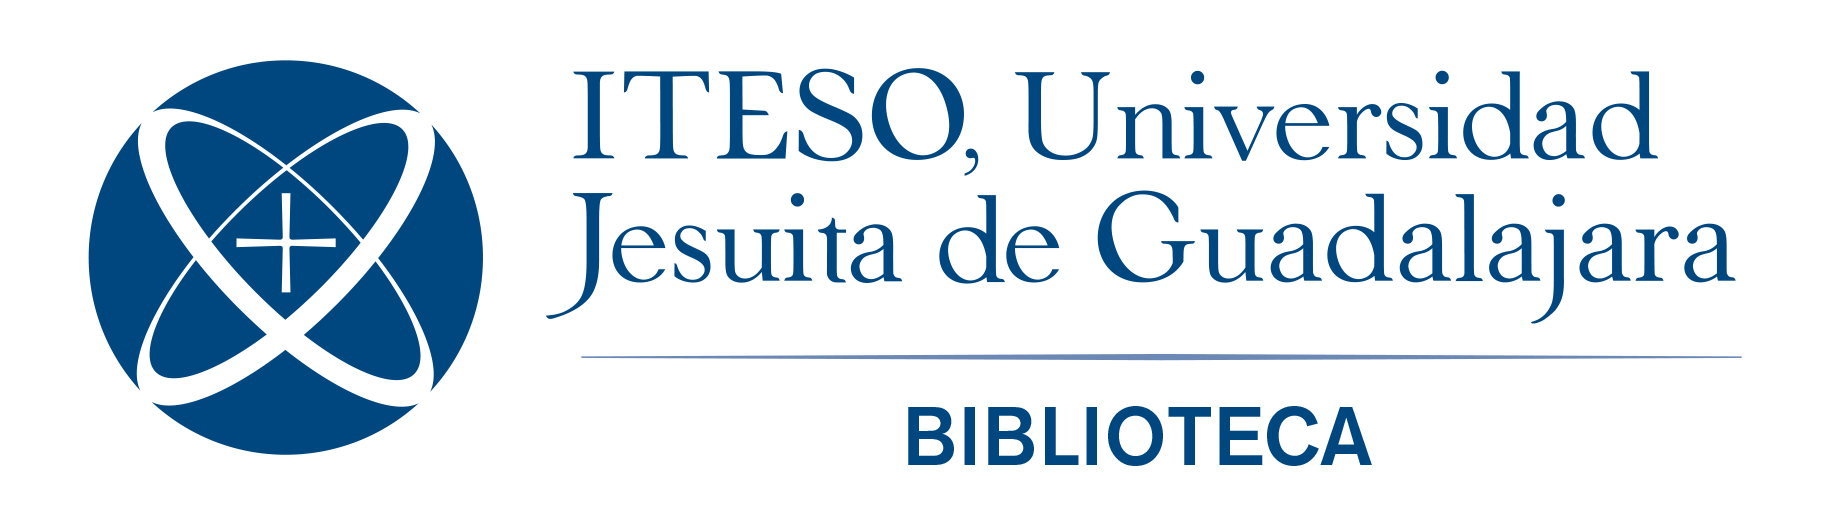 ITESO, Universidad
Jesuita de Guadalajara
BIBLIOTECA